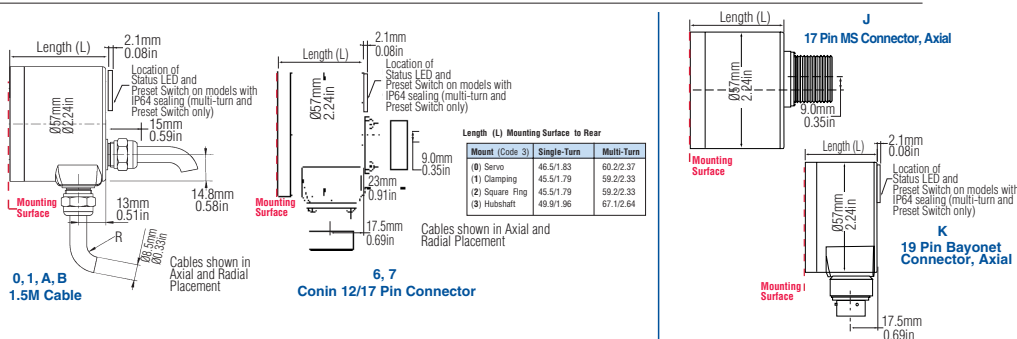 Length (L)
2.1mm
0.08in
Location of
Status LED and
Preset Switch on models with
IP64 sealing (multi-turn and
Preset Switch only)
Ø57mm
Ø2.24in
15mm
0.59in
14.8mm
0.58in
Mounting
Surface
13mm
0.51in
R
Ø8.5mm
Ø0.33in
Cables shown in
Axial and Radial
Placement
0, 1, A, B
1.5M Cable
Length (L)
2.1mm
0.08in
Location of
Status LED and
Preset Switch on models with
IP64 sealing (multi-turn and
Preset Switch only)
Ø57mm
2.24in
9.0mm
0.35in
23mm
0.91in
Mounting
Surface
17.5mm
0.69in
Cables shown in Axial and
Radial Placement
6, 7
Conin 12/17 Pin Connector
Length (L) Mounting Surface to Rear
Mount (Code 3) Single-Turn Multi-Turn
(0) Servo 46.5/1.83 60.2/2.37
(1) Clamping 45.5/1.79 59.2/2.33
(2) Square Fing 45.5/1.79 59.2/2.33
(3) Hubshaft 49.9/1.96 67.1/2.64
Length (L)
J
17 Pin MS Connector, Axial
Ø57mm
2.24in
9.0mm
0.35in
Mounting
Surface
Length (L)
2.1mm
0.08in
Location of
Status LED and
Preset Switch on models with
IP64 sealing (multi-turn and
Preset Switch only)
Ø57mm
2.24in
K
19 Pin Bayonet
Connector, Axial
Mounting
Surface
17.5mm
0.69in